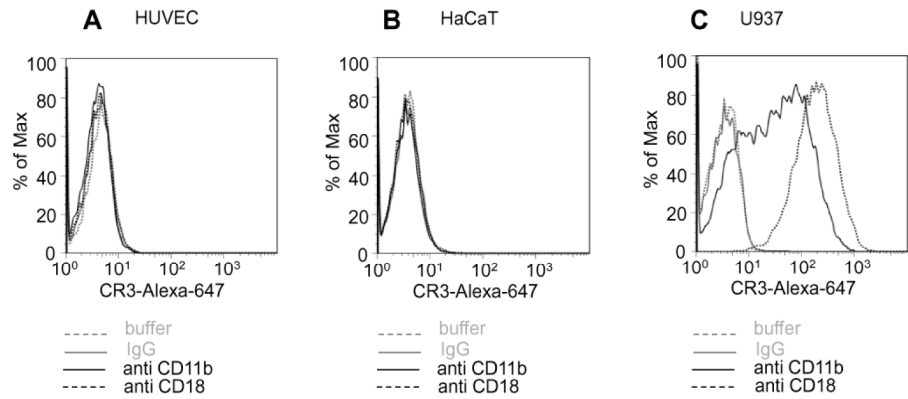 A HUVEC
100
80
60
40
20
0
% of Max
10⁰ 10¹ 10² 10³
CR3-Alexa-647
buffer
IgG
anti CD11b
anti CD18
B HaCaT
100
80
60
40
20
0
% of Max
10⁰ 10¹ 10² 10³
CR3-Alexa-647
buffer
IgG
anti CD11b
anti CD18
C U937
100
80
60
40
20
0
% of Max
10⁰ 10¹ 10² 10³
CR3-Alexa-647
buffer
IgG
anti CD11b
anti CD18